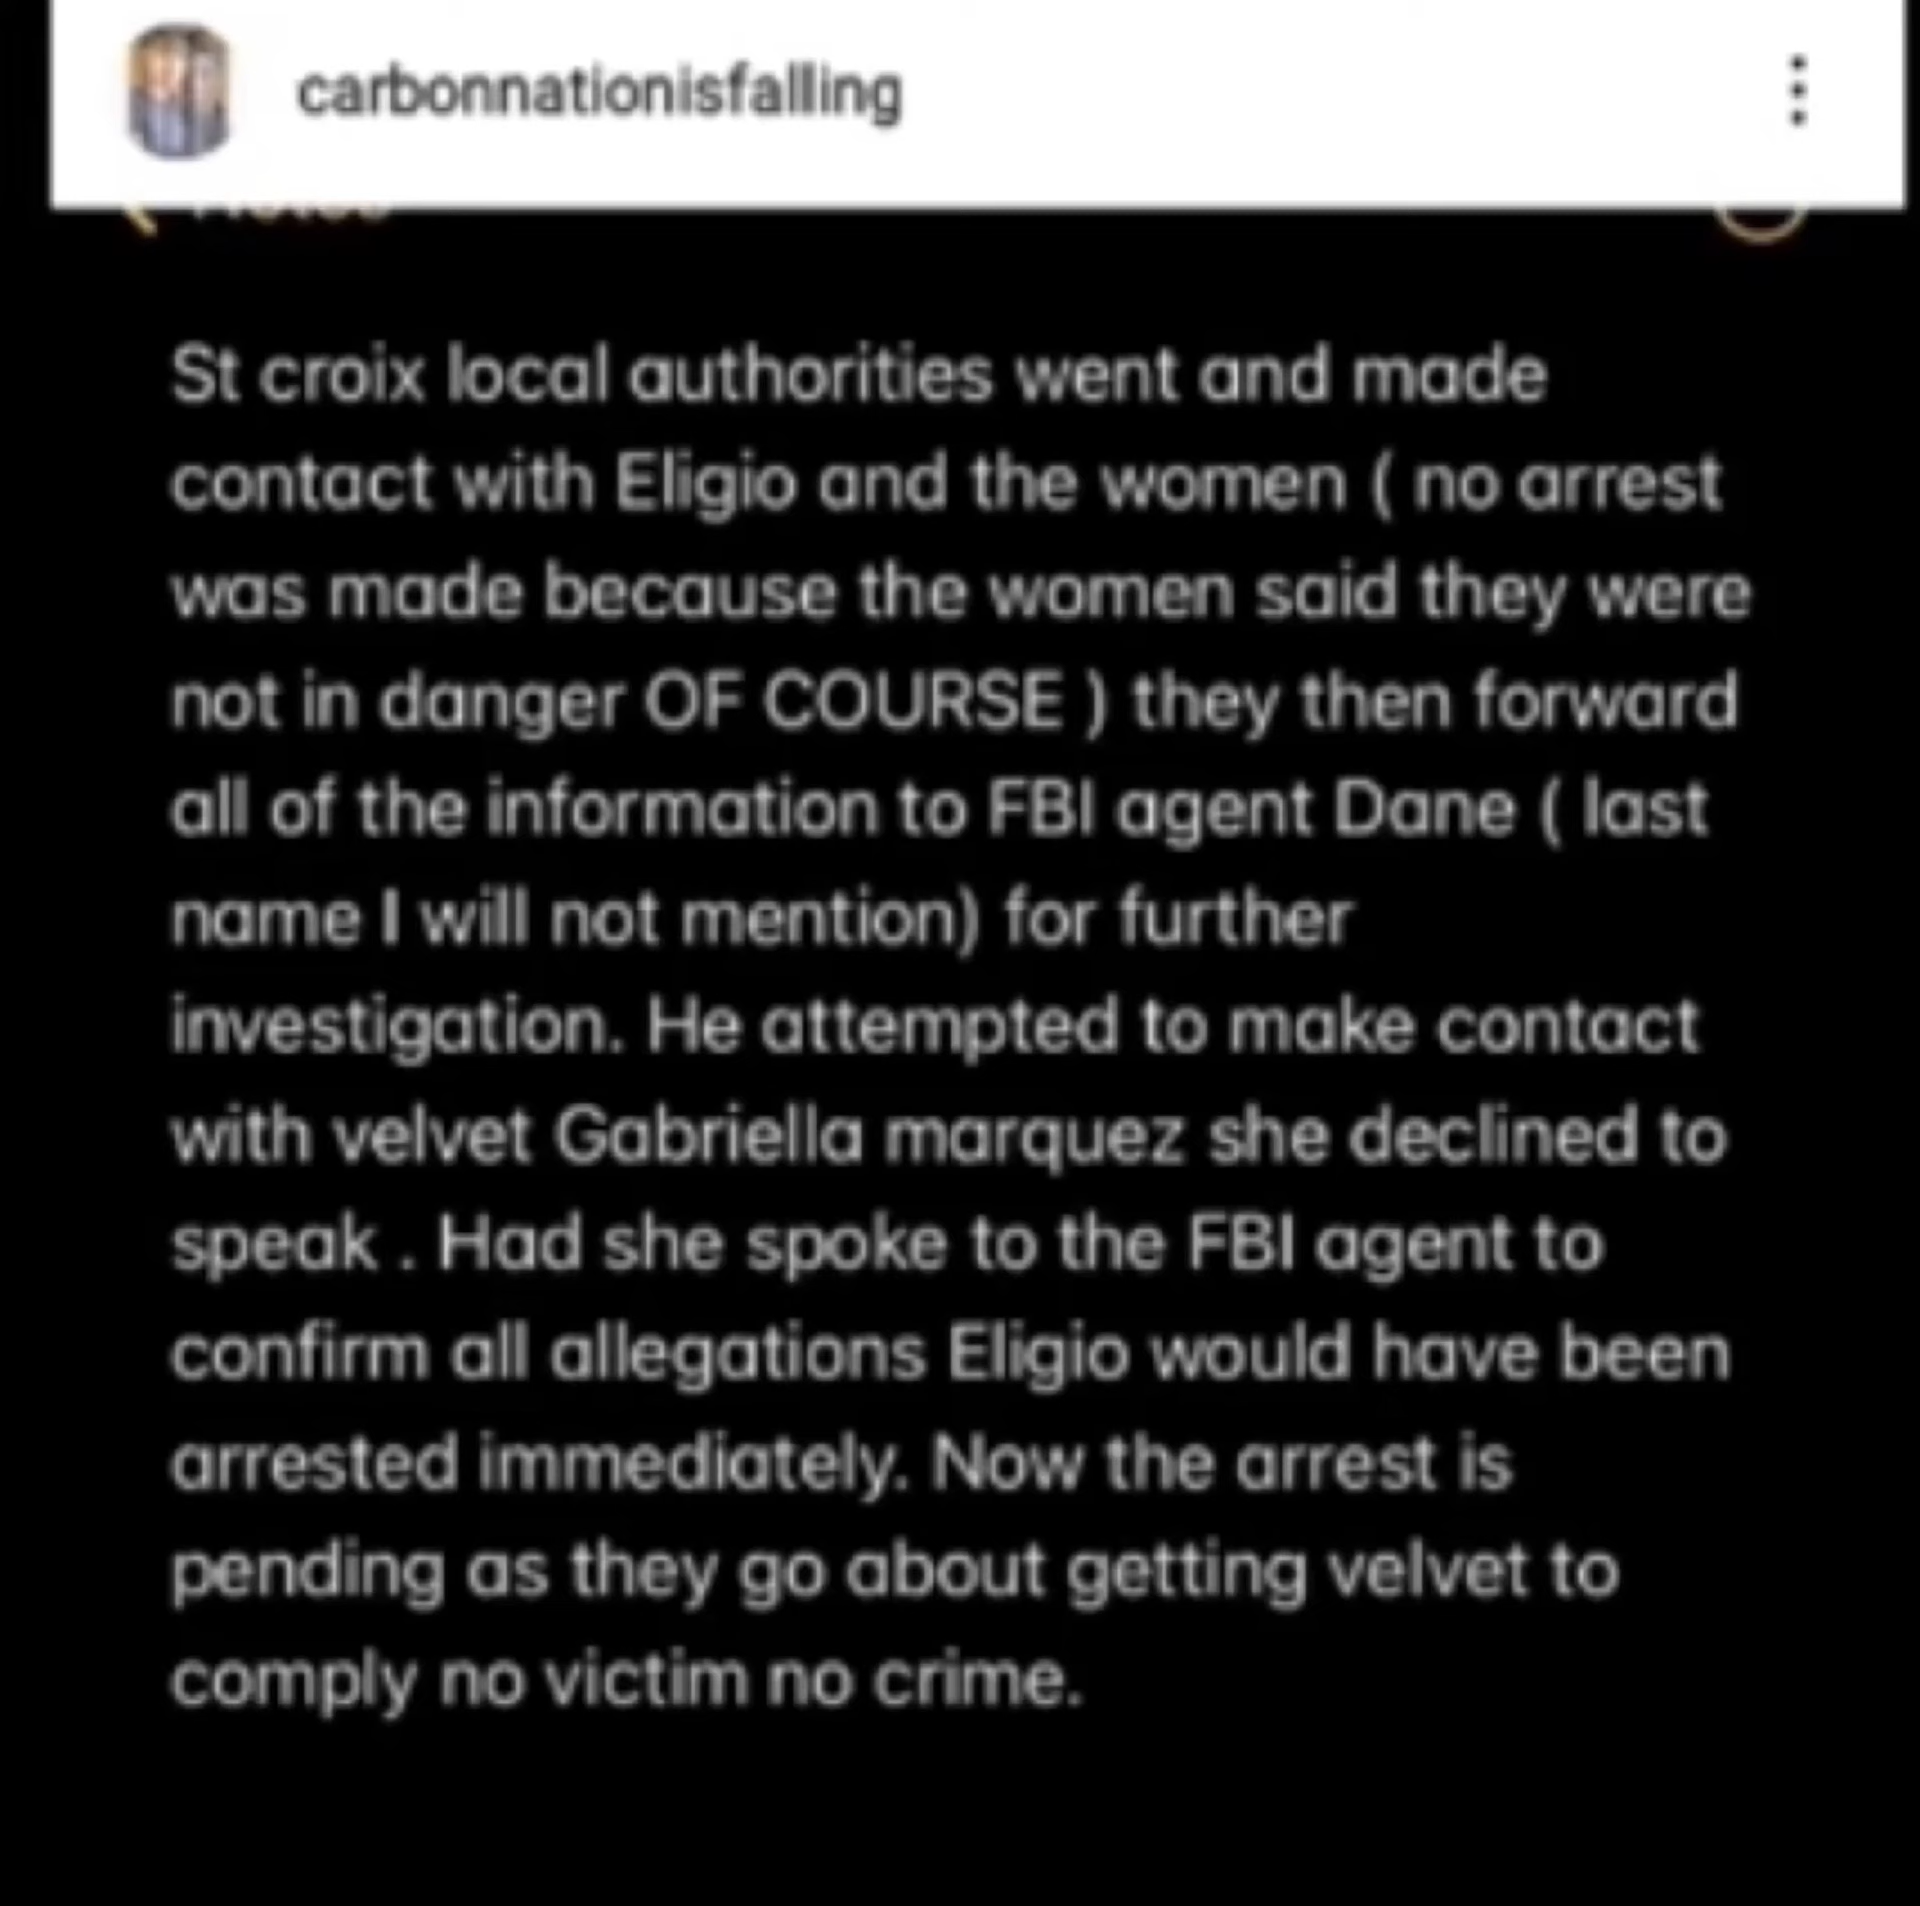 carbonnationisfalling
St croix local authorities went and made
contact with Eligio and the women ( no arrest
was made because the women said they were
not in danger OF COURSE ) they then forward
all of the information to FBI agent Dane ( last
name I will not mention) for further
investigation. He attempted to make contact
with velvet Gabriella marquez she declined to
speak . Had she spoke to the FBI agent to
confirm all allegations Eligio would have been
arrested immediately. Now the arrest is
pending as they go about getting velvet to
comply no victim no crime.